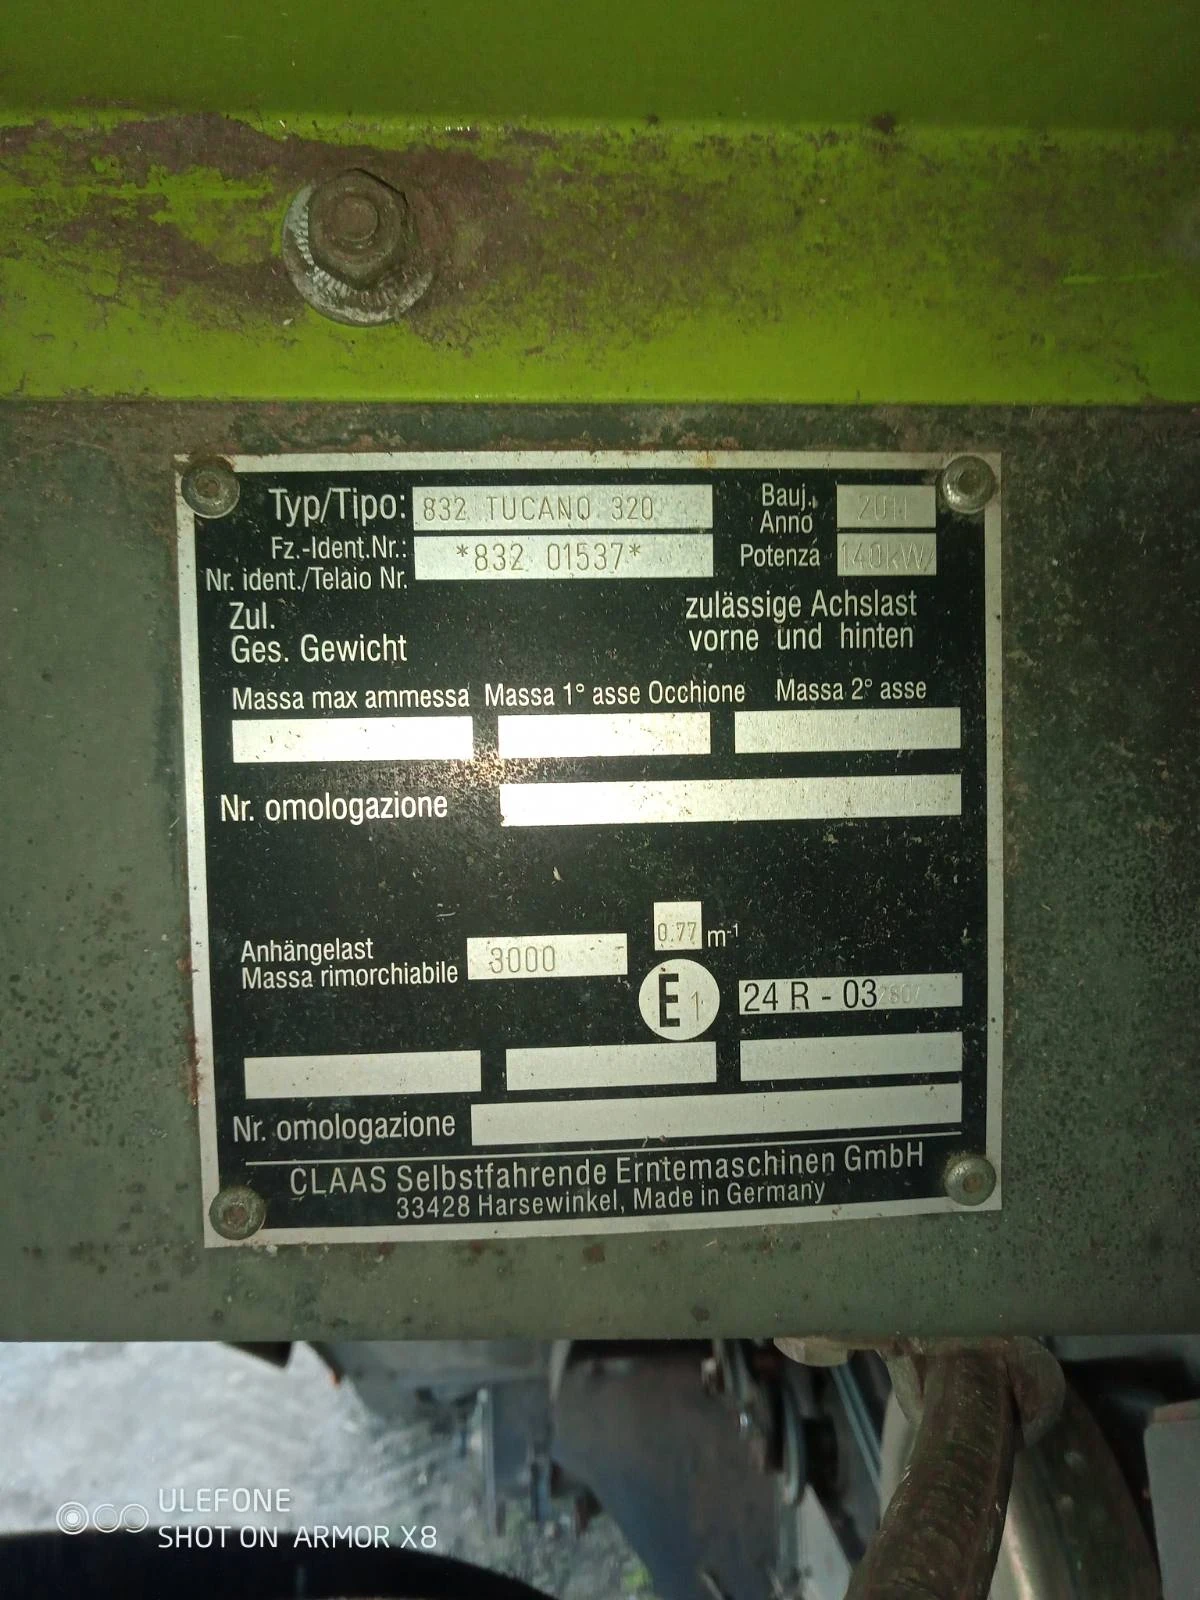 Typ/Tipo: 832 TUCANO 320 Bauj. Anno 2011
Fz.-Ident.Nr.: Nr. ident./Telaio Nr. *832 01537* Potenza 140kW/
Zul. zulässige Achslast
Ges. Gewicht vorne und hinten
Massa max ammessa Massa 1° asse Occhione Massa 2° asse
Nr. omologazione
0.77 m-1
Anhängelast
Massa rimorchiabile 3000
E 1 24 R - 03
Nr. omologazione
CLAAS Selbstfahrende Erntemaschinen GmbH
33428 Harsewinkel, Made in Germany
ULEFONE
SHOT ON ARMOR X8